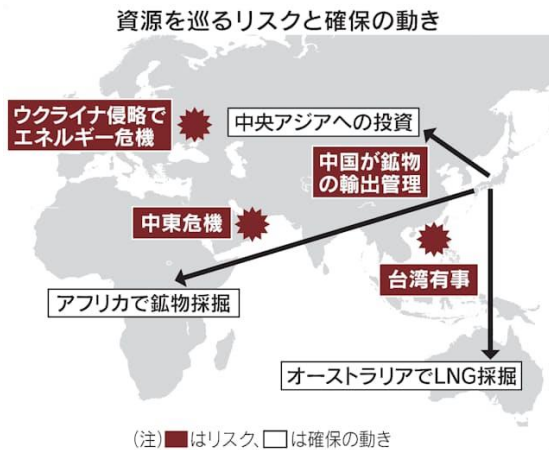 資源を巡るリスクと確保の動き
ウクライナ侵略で
エネルギー危機
中央アジアへの投資
中国が鉱物
の輸出管理
中東危機
台湾有事
アフリカで鉱物採掘
オーストラリアでLNG採掘
(注)■はリスク、□は確保の動き